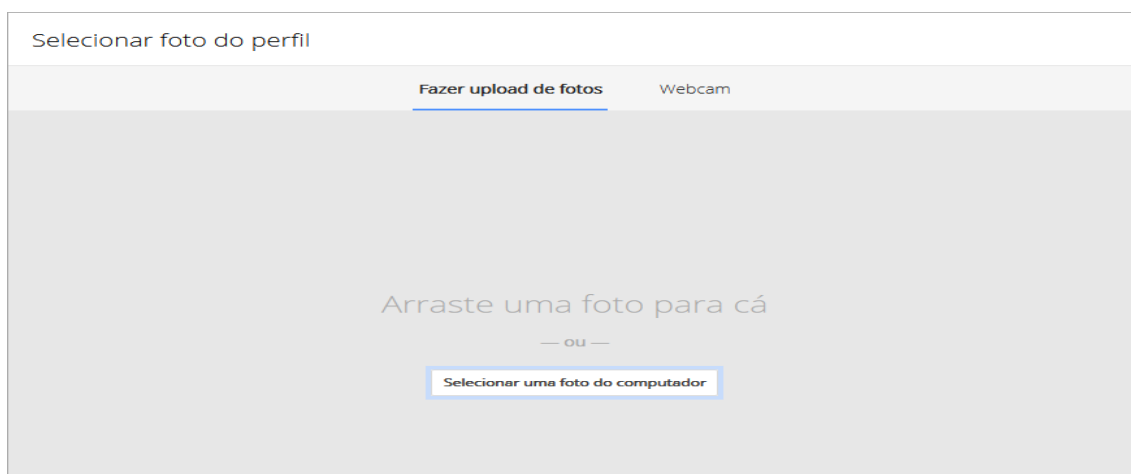 Selecionar foto do perfil
Fazer upload de fotos Webcam
Arraste uma foto para cá
— ou —
Selecionar uma foto do computador